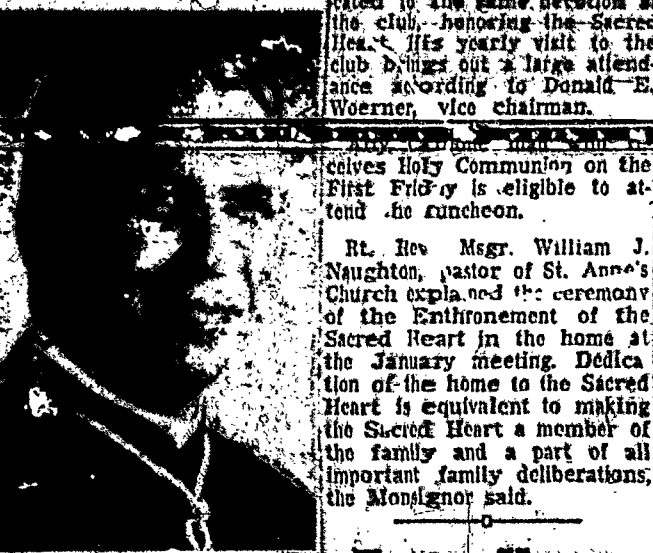 the club, honoring the Sacred
Heart. His yearly visit to the
club brings out a large attend-
ance according to Donald E.
Woerner, vice chairman.
ceives Holy Communion on the
First Friday is eligible to at-
tend the luncheon.
Rt. Rev Msgr. William J.
Naughton, pastor of St. Anne's
Church explained the ceremony
of the Enthronement of the
Sacred Heart in the home at
the January meeting. Dedica
tion of the home to the Sacred
Heart is equivalent to making
the Sacred Heart a member of
the family and a part of all
important family deliberations,
the Monsignor said.